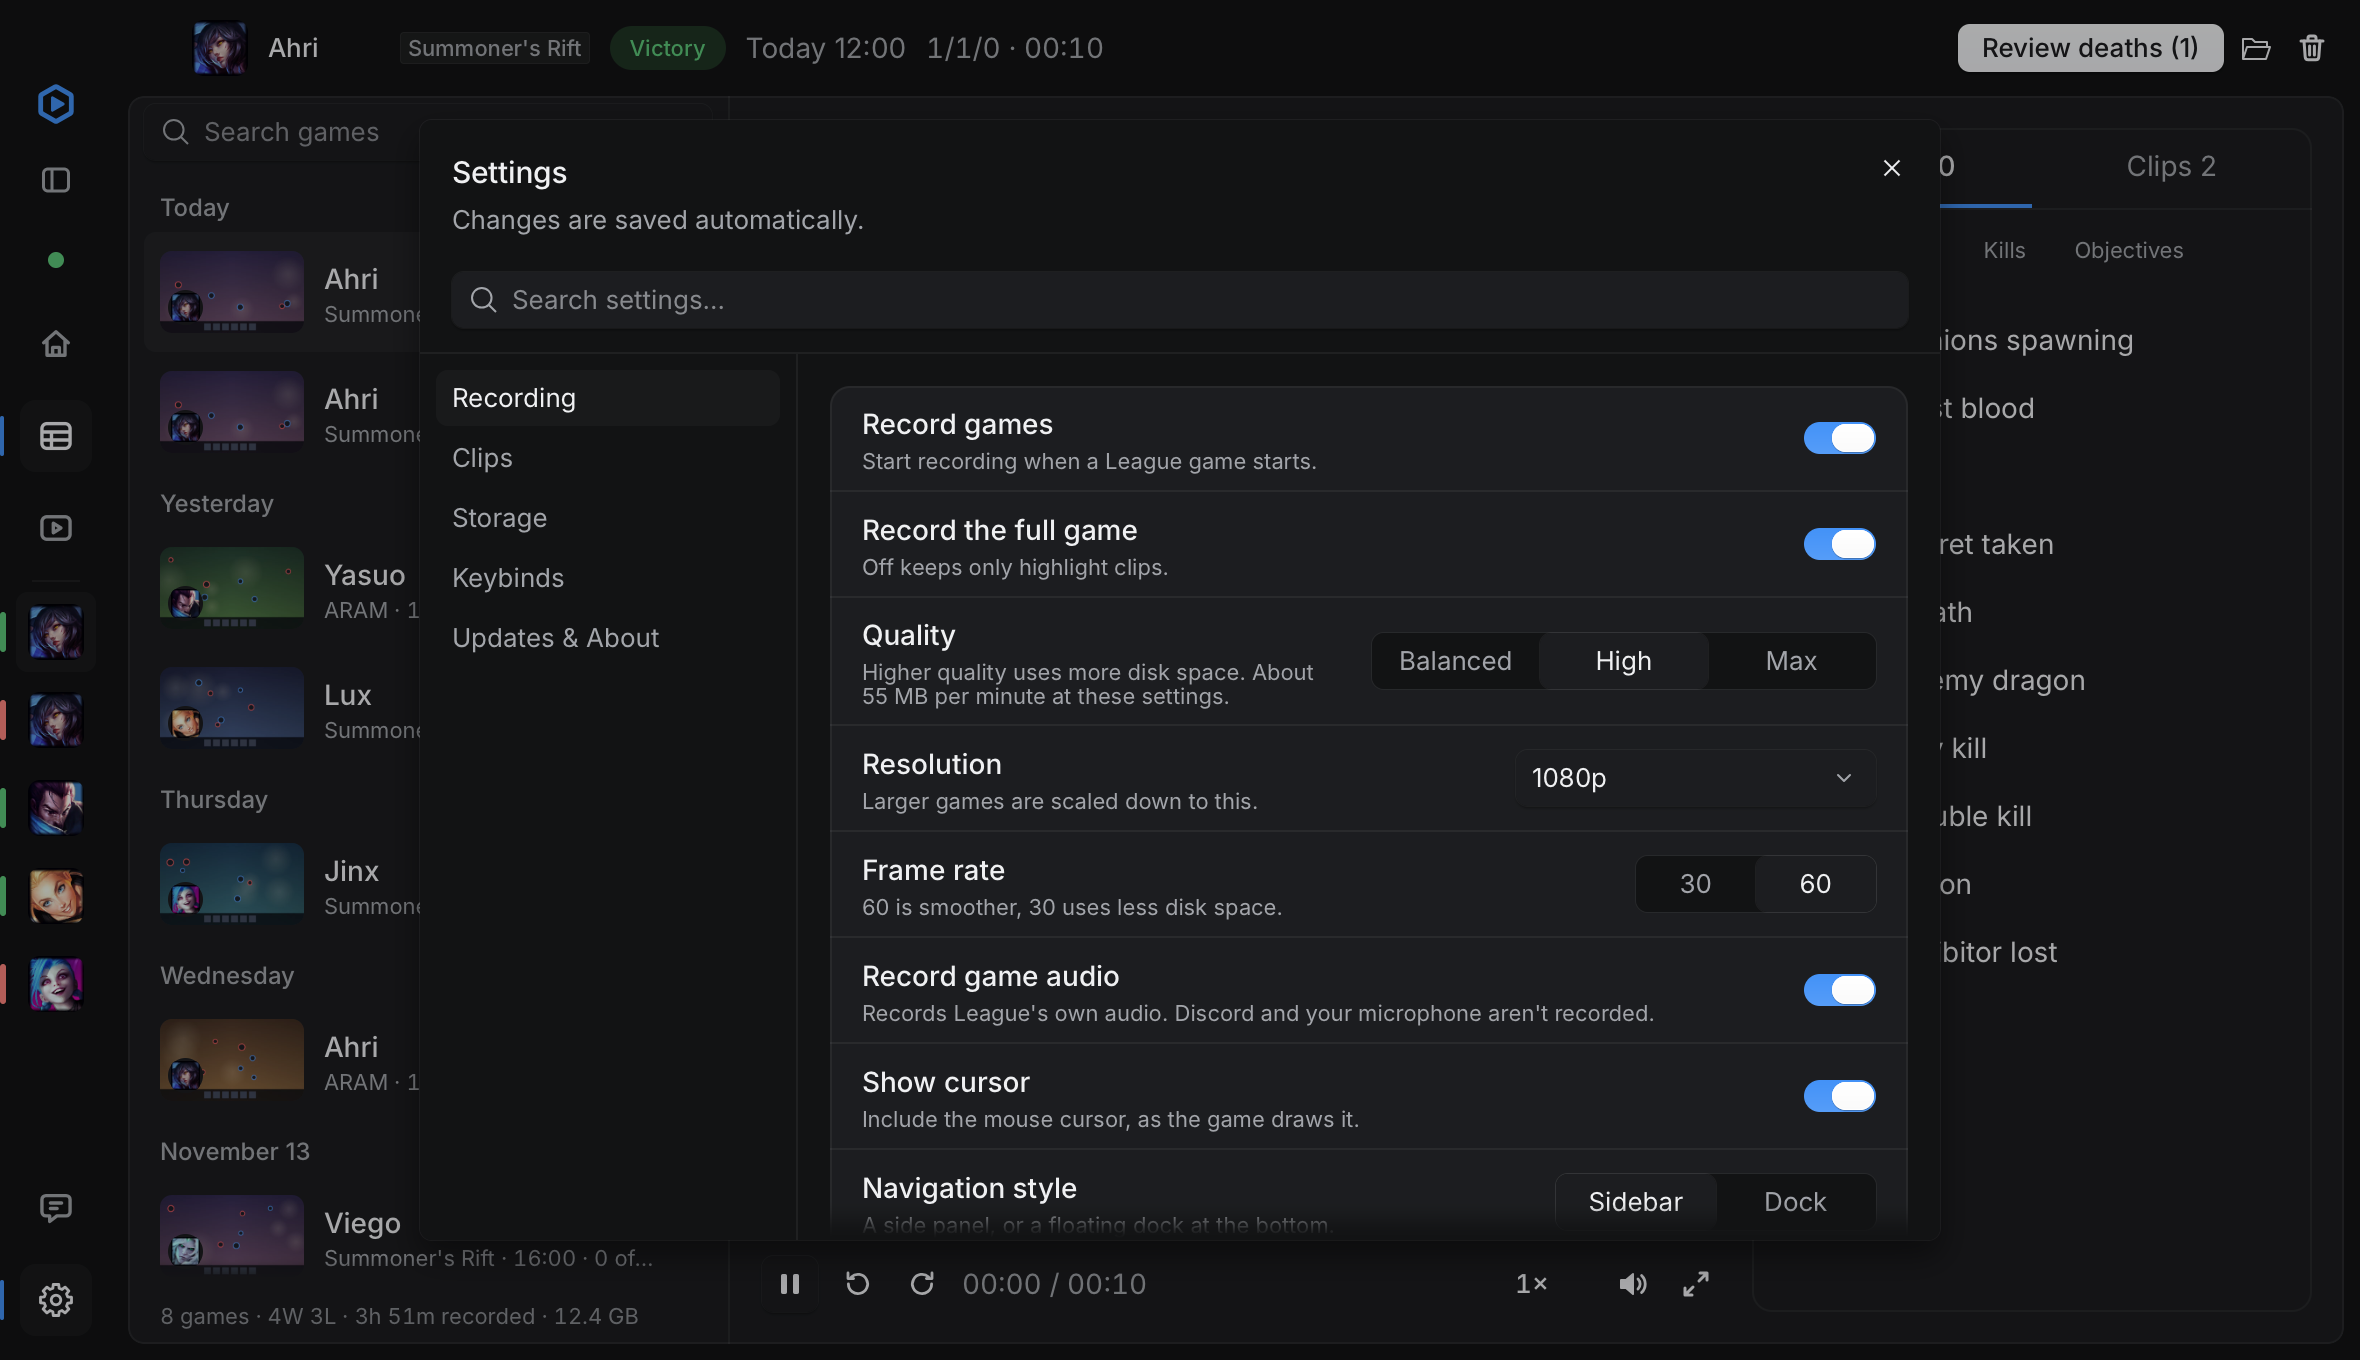 Ahri
Summoner's Rift
Victory
Today 12:00
1/1/0 · 00:10
Review deaths (1)
Search games
Today
Ahri
Ahri
Yesterday
Yasuo
ARAM · 1
Lux
Thursday
Jinx
Wednesday
Ahri
ARAM · 1
November 13
Viego
Summoner's Rift · 16:00 · 0 of...
8 games · 4W 3L · 3h 51m recorded · 12.4 GB
Settings
Changes are saved automatically.
Search settings...
Recording
Clips
Storage
Keybinds
Updates & About
Record games
Start recording when a League game starts.
Record the full game
Off keeps only highlight clips.
Quality
Higher quality uses more disk space. About
55 MB per minute at these settings.
Balanced
High
Max
Resolution
Larger games are scaled down to this.
1080p
Frame rate
60 is smoother, 30 uses less disk space.
30
60
Record game audio
Records League's own audio. Discord and your microphone aren't recorded.
Show cursor
Include the mouse cursor, as the game draws it.
Navigation style
A side panel, or a floating dock at the bottom.
Sidebar
Dock
Clips 2
Kills
Objectives
spawning
blood
taken
dragon
kill
kill
lost
00:00 / 00:10
1×